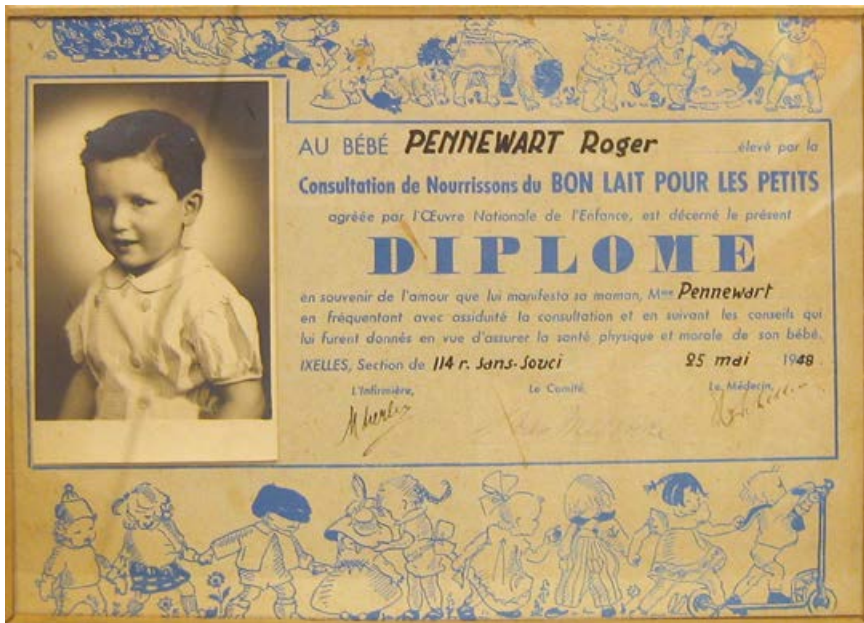 AU BÉBÉ PENNEWART Roger élevé par la
Consultation de Nourrissons du BON LAIT POUR LES PETITS
agréée par l'Œuvre Nationale de l'Enfance, est décerné le présent
DIPLOME
en souvenir de l'amour que lui manifesta sa maman, Mme Pennewart
en fréquentant avec assiduité la consultation et en suivant les conseils qui
lui furent donnés en vue d'assurer la santé physique et morale de son bébé.
IXELLES, Section de 114 r. Sans-Souci 25 mai 1948.
L'Infirmière, Le Comité, Le Médecin,